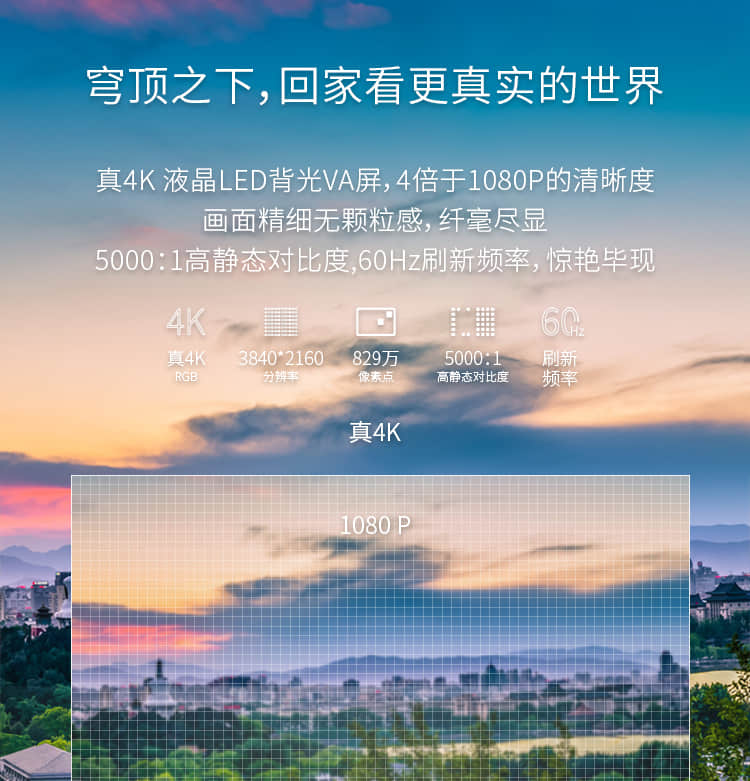 穹顶之下，回家看更真实的世界
真4K 液晶LED背光VA屏，4倍于1080P的清晰度
画面精细无颗粒感，纤毫尽显
5000：1高静态对比度,60Hz刷新频率，惊艳毕现
4K
60Hz
真4K
3840*2160
829万
5000：1
刷新
RGB
分辨率
像素点
高静态对比度
频率
真4K
1080 P